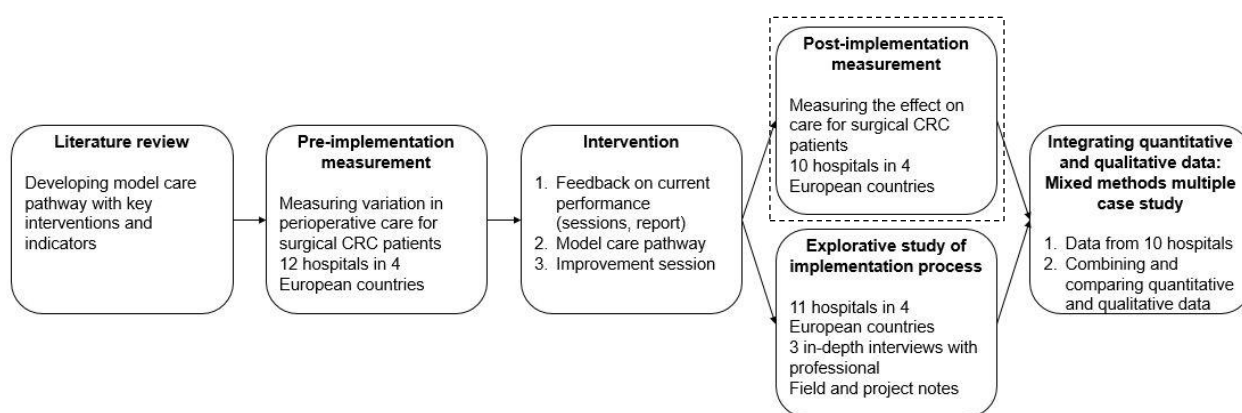 Literature review
Developing model care
pathway with key
interventions and
indicators
Pre-implementation
measurement
Measuring variation in
perioperative care for
surgical CRC patients
12 hospitals in 4
European countries
Intervention
1. Feedback on current
performance
(sessions, report)
2. Model care pathway
3. Improvement session
Post-implementation
measurement
Measuring the effect on
care for surgical CRC
patients
10 hospitals in 4
European countries
Explorative study of
implementation process
11 hospitals in 4
European countries
3 in-depth interviews with
professional
Field and project notes
Integrating quantitative
and qualitative data:
Mixed methods multiple
case study
1. Data from 10 hospitals
2. Combining and
comparing quantitative
and qualitative data